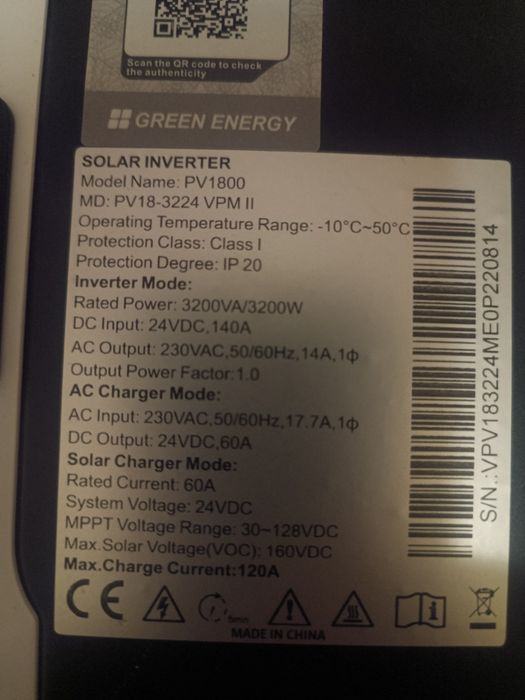 Scan the QR code to check
the authenticity
GREEN ENERGY
SOLAR INVERTER
Model Name: PV1800
MD: PV18-3224 VPM II
Operating Temperature Range: -10°C~50°C
Protection Class: Class I
Protection Degree: IP 20
Inverter Mode:
Rated Power: 3200VA/3200W
DC Input: 24VDC,140A
AC Output: 230VAC,50/60Hz,14A,1ϕ
Output Power Factor:1.0
AC Charger Mode:
AC Input: 230VAC,50/60Hz,17.7A,1ϕ
DC Output: 24VDC,60A
Solar Charger Mode:
Rated Current: 60A
System Voltage: 24VDC
MPPT Voltage Range: 30~128VDC
Max.Solar Voltage(VOC): 160VDC
Max.Charge Current:120A
CE
5min
MADE IN CHINA
S/N.:VPV183224ME0P220814